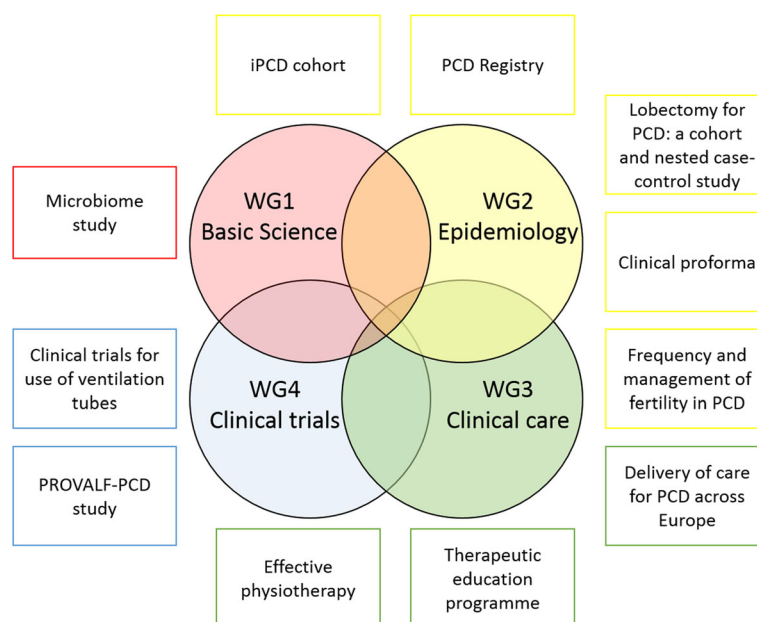 iPCD cohort
PCD Registry
Lobectomy for
PCD: a cohort
and nested case-
control study
Microbiome
study
WG1
Basic Science
WG2
Epidemiology
Clinical proforma
Clinical trials for
use of ventilation
tubes
WG4
Clinical trials
WG3
Clinical care
Frequency and
management of
fertility in PCD
PROVALF-PCD
study
Delivery of care
for PCD across
Europe
Effective
physiotherapy
Therapeutic
education
programme